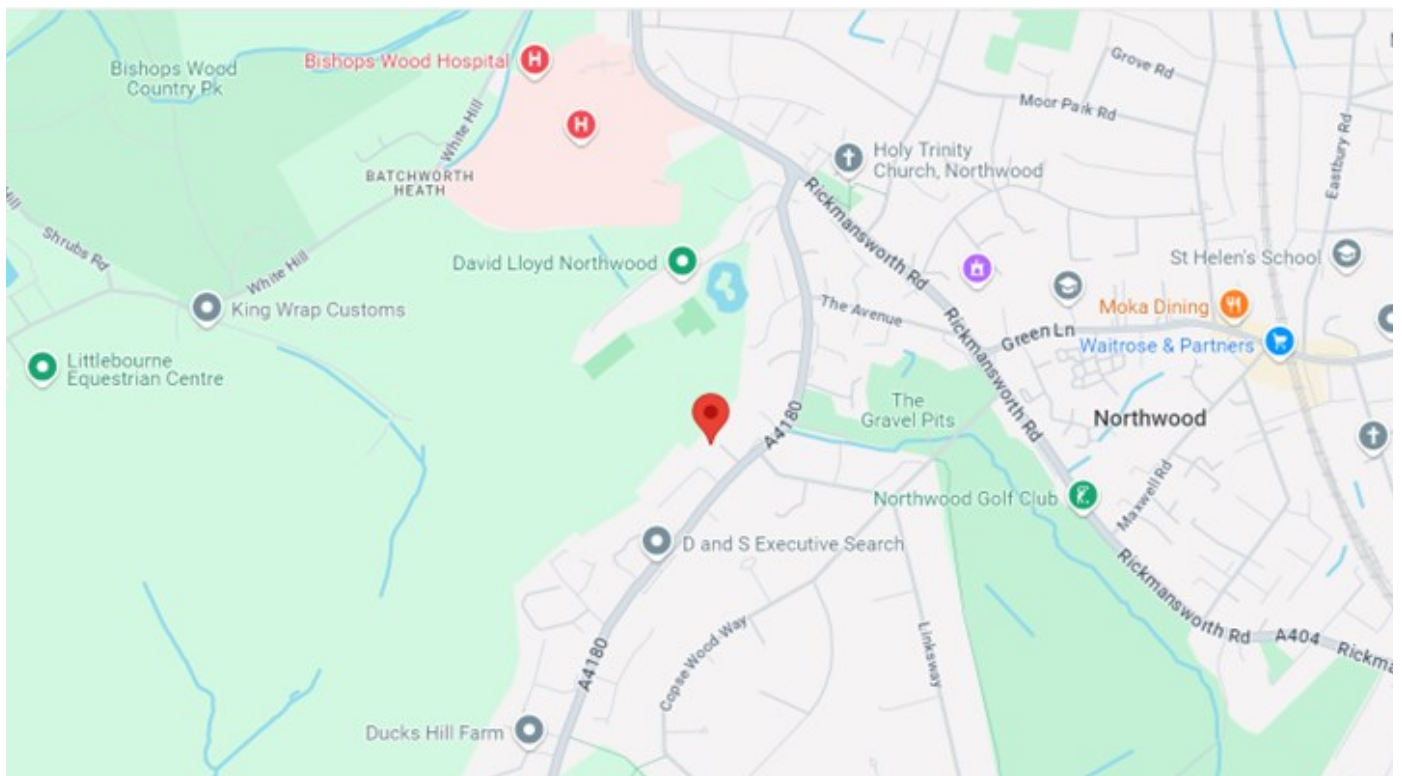 Bishops Wood
Country Pk
Bishops Wood Hospital
H
H
White Hill
BATCHWORTH
HEATH
Grove Rd
Moor Park Rd
Eastbury Rd
Holy Trinity
Church, Northwood
Rickmansworth Rd
Hill
Shrubs Rd
White Hill
David Lloyd Northwood
King Wrap Customs
St Helen's School
Moka Dining
The Avenue
Rickmansworth Rd
Green Ln
Waitrose & Partners
Littlebourne
Equestrian Centre
The
Gravel Pits
A4180
Northwood
Northwood Golf Club
Maxwell Rd
D and S Executive Search
Rickmansworth Rd
A404
Rickma
Copse Wood Way
Linksway
A4180
Ducks Hill Farm